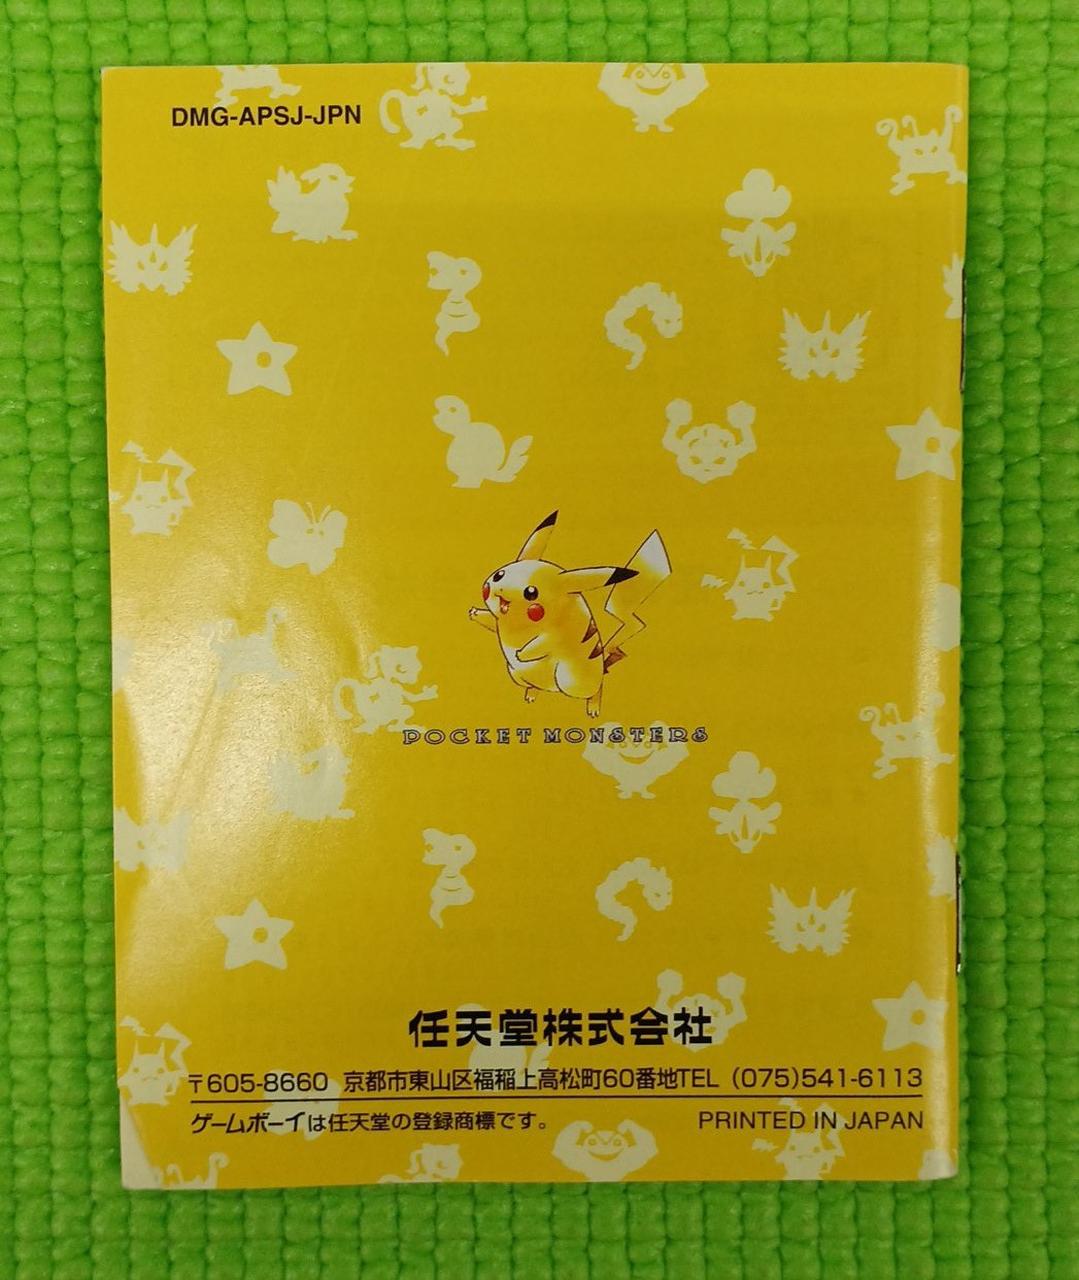 DMG-APSJ-JPN
POCKET MONSTERS
任天堂株式会社
〒605-8660 京都市東山区福稲上高松町60番地TEL (075)541-6113
ゲームボーイは任天堂の登録商標です。 PRINTED IN JAPAN